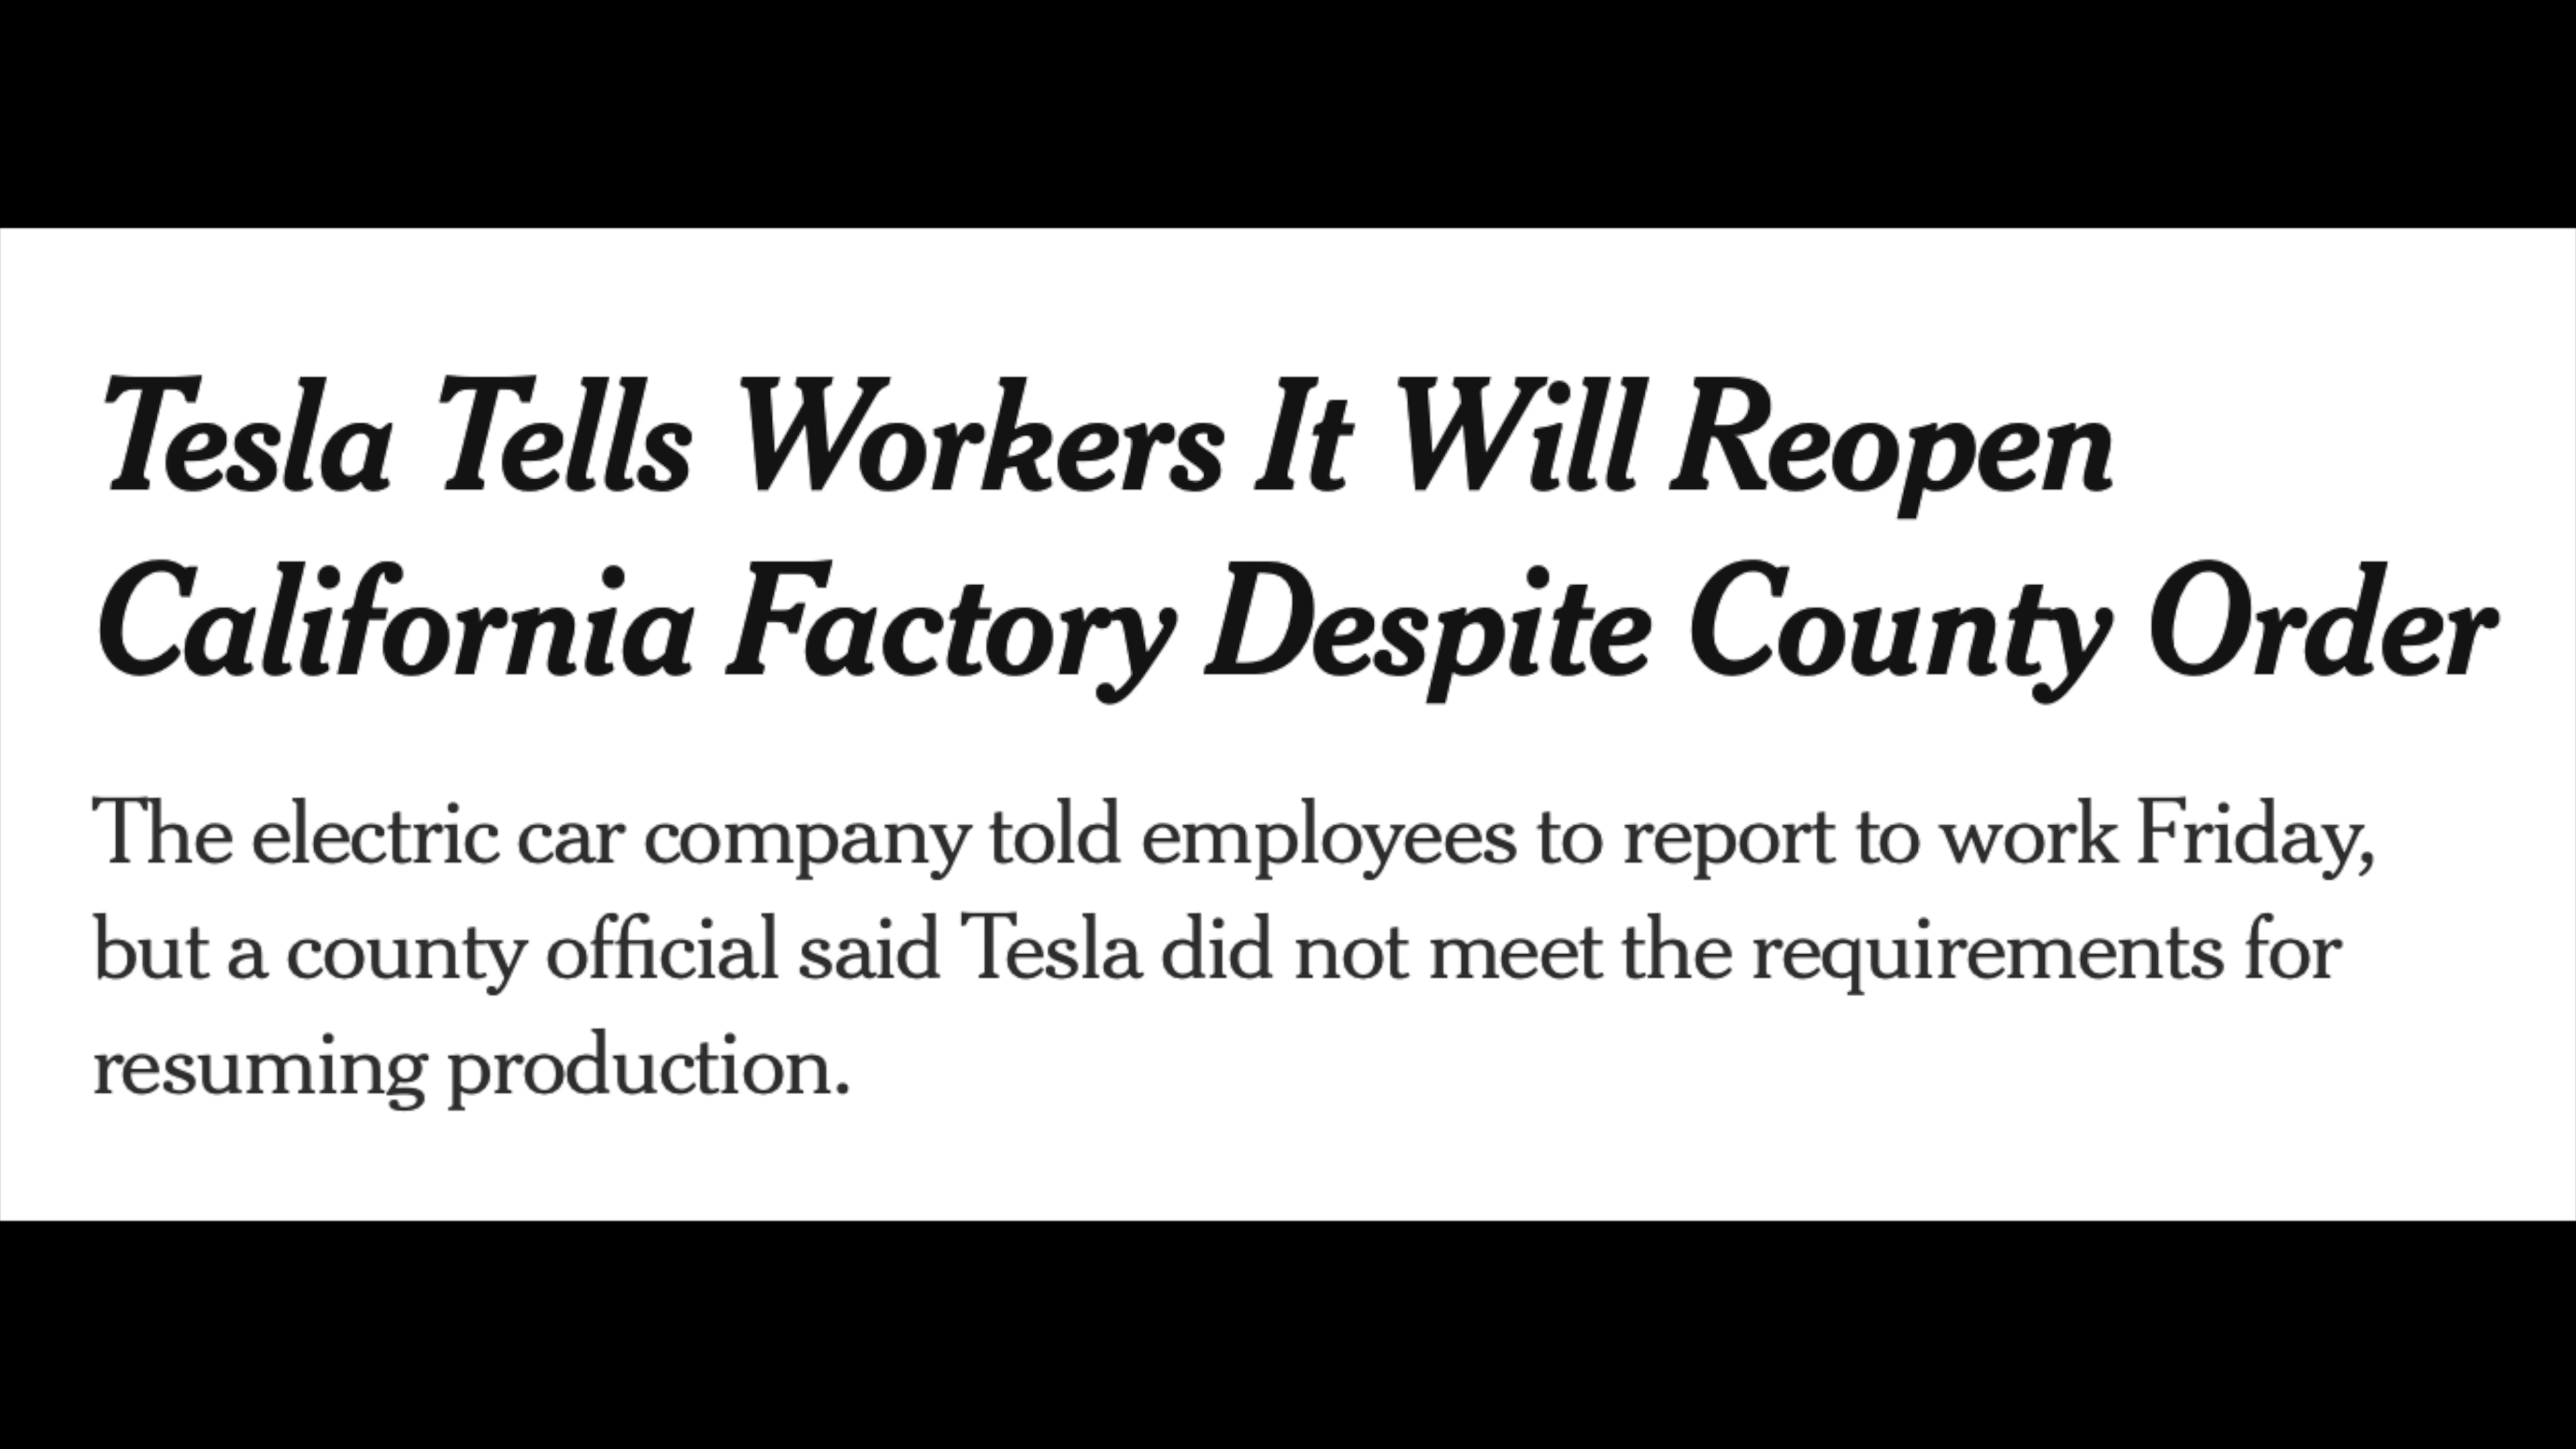 Tesla Tells Workers It Will Reopen
California Factory Despite County Order
The electric car company told employees to report to work Friday,
but a county official said Tesla did not meet the requirements for
resuming production.